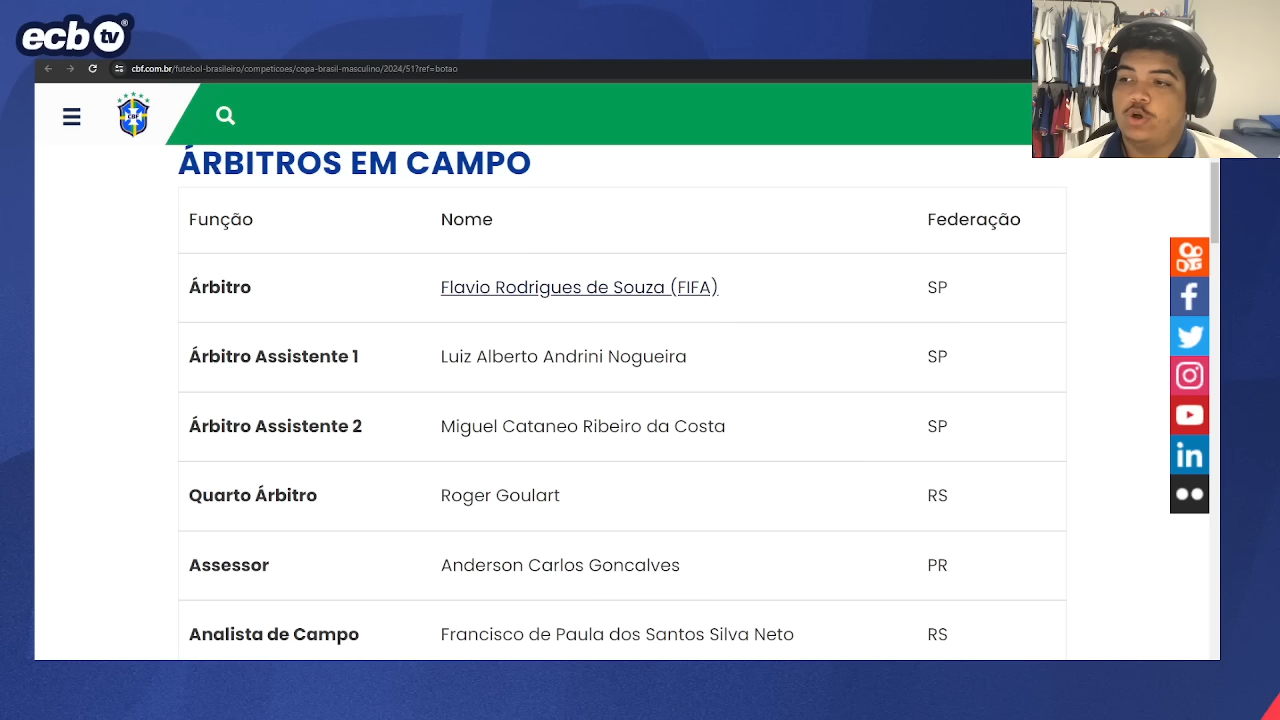 ecb tv®
cbf.com.br/futebol-brasileiro/competicoes/copa-brasil-masculino/2024/51?ref=botao
CBF
ÁRBITROS EM CAMPO
Função Nome Federação
Árbitro Flavio Rodrigues de Souza (FIFA) SP
Árbitro Assistente 1 Luiz Alberto Andrini Nogueira SP
Árbitro Assistente 2 Miguel Cataneo Ribeiro da Costa SP
Quarto Árbitro Roger Goulart RS
Assessor Anderson Carlos Goncalves PR
Analista de Campo Francisco de Paula dos Santos Silva Neto RS
in